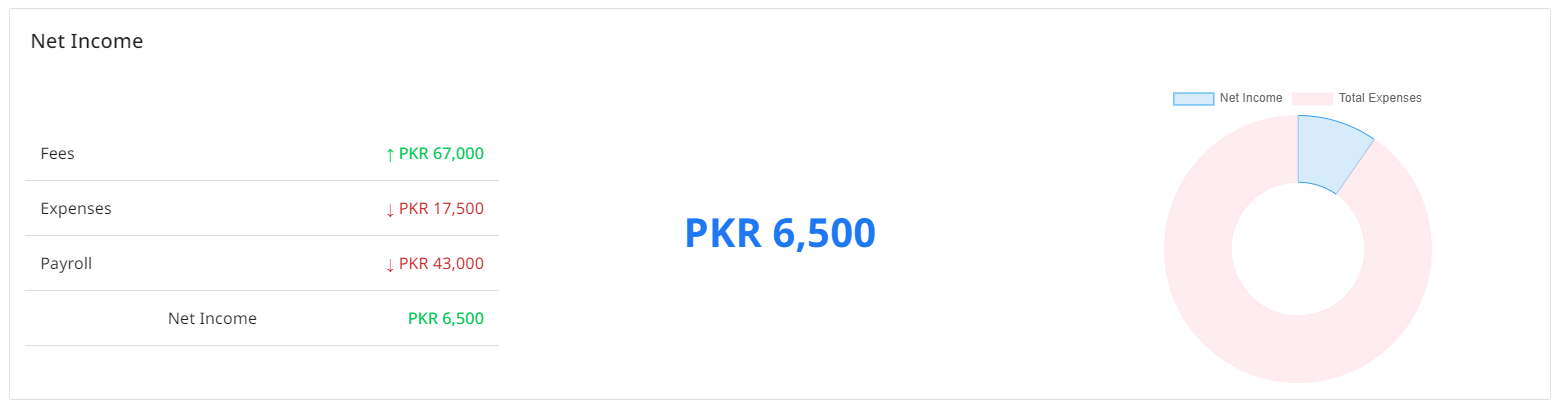 Net Income
Fees ↑ PKR 67,000
Expenses ↓ PKR 17,500
Payroll ↓ PKR 43,000
Net Income PKR 6,500
PKR 6,500
Net Income Total Expenses